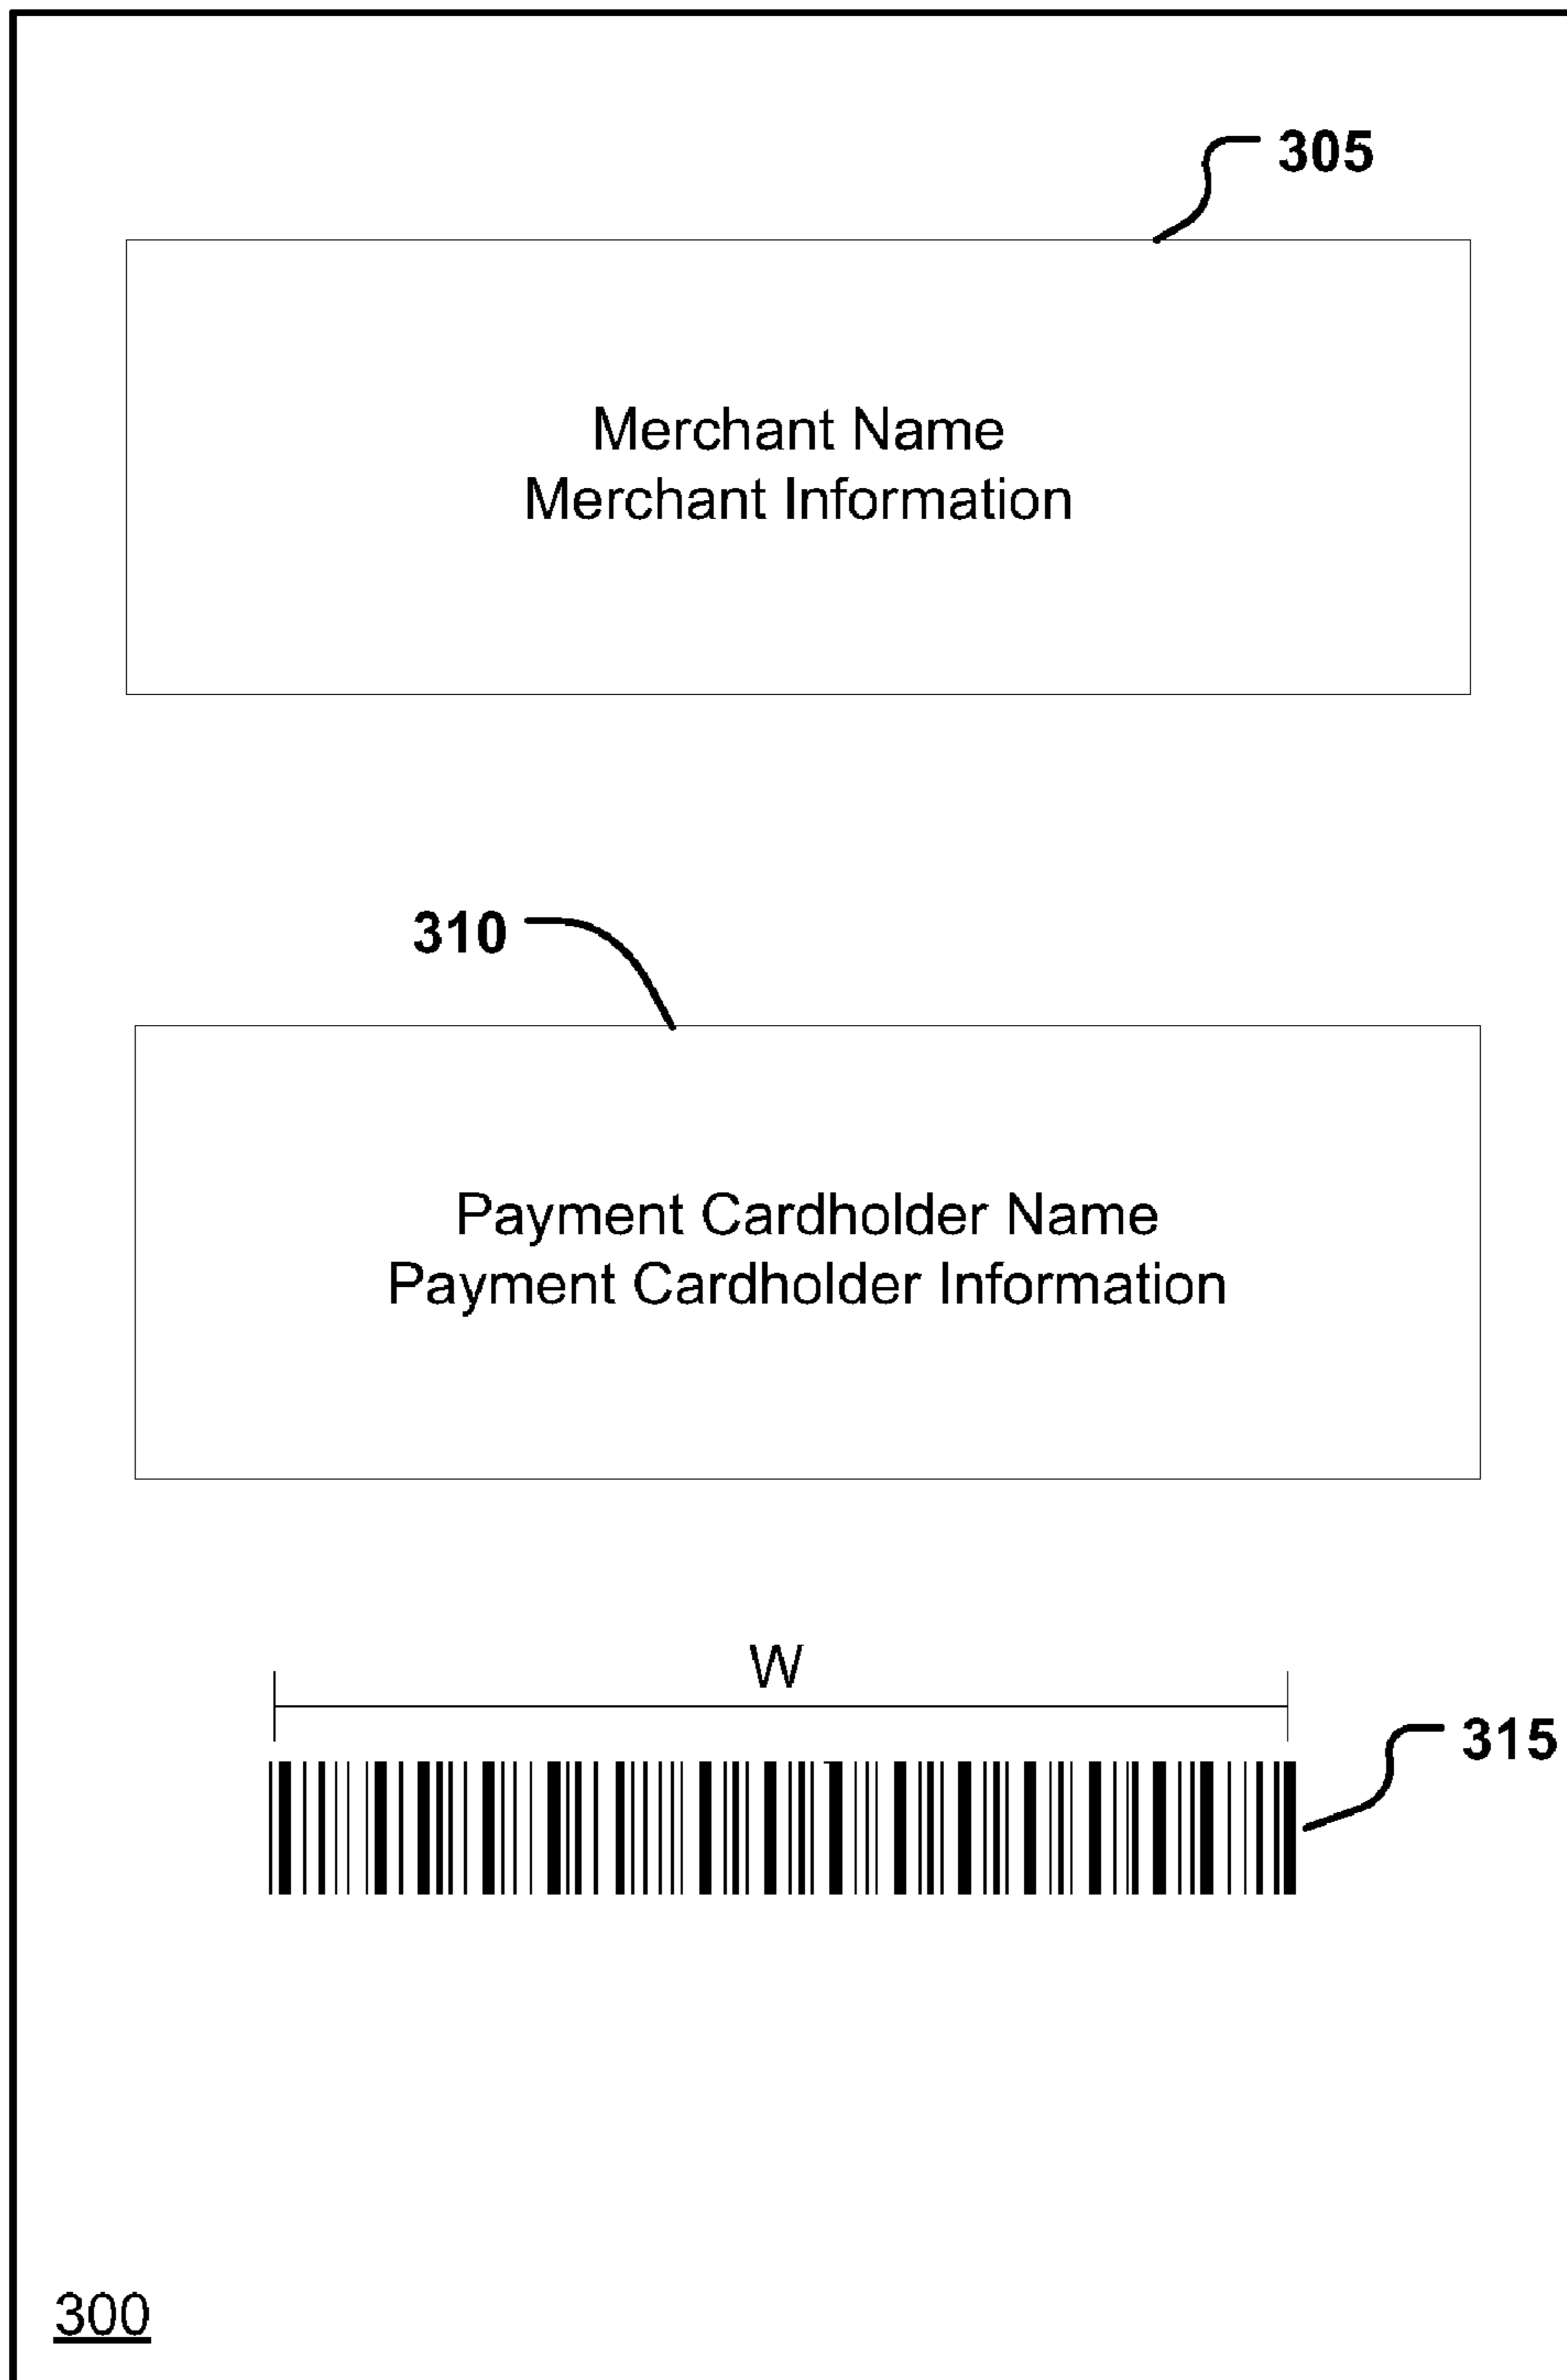 305
Merchant Name
Merchant Information
310
Payment Cardholder Name
Payment Cardholder Information
W
315
300